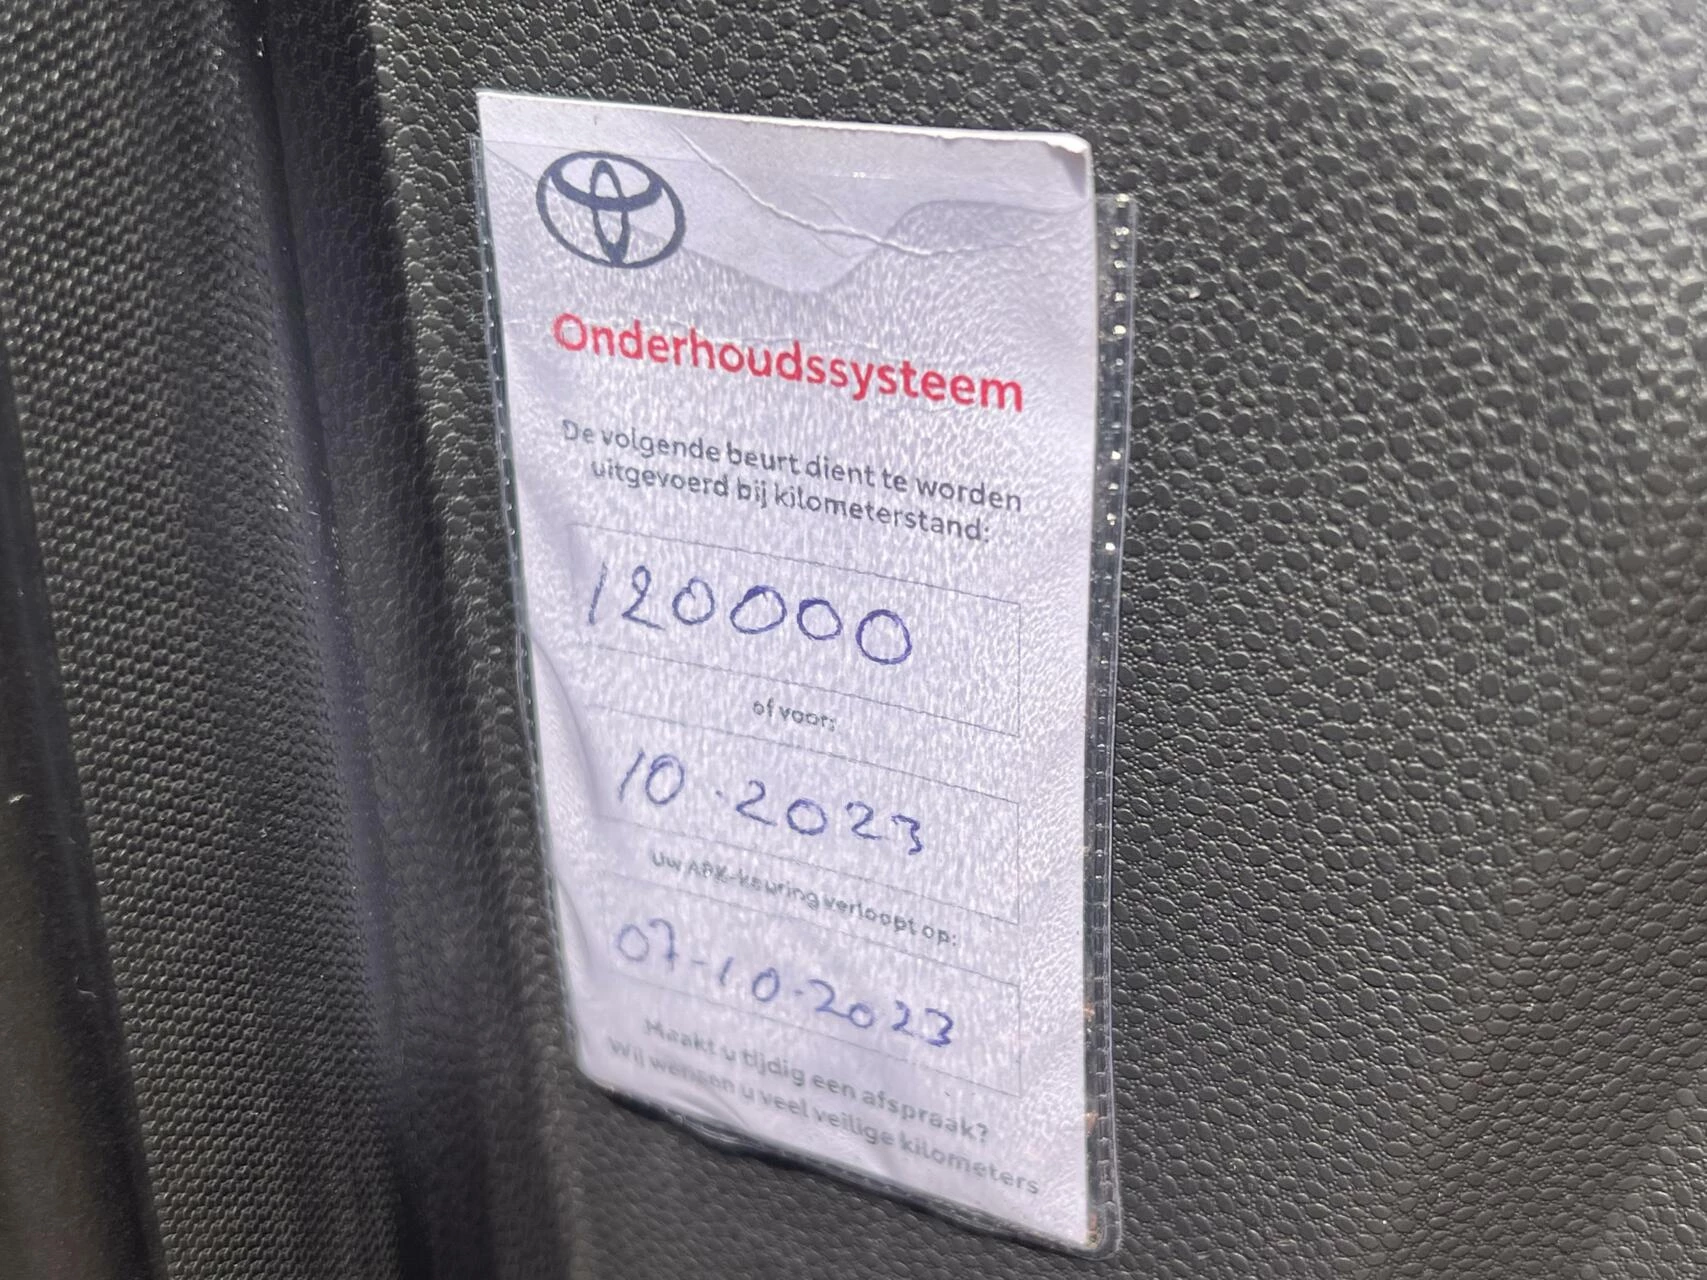 Onderhoudssysteem
De volgende beurt dient te worden
uitgevoerd bij kilometerstand:
120000
of voor:
10.2023
Uw APK-keuring verloopt op:
07-10-2023
Maakt u tijdig een afspraak?
Wij wensen u veel veilige kilometers